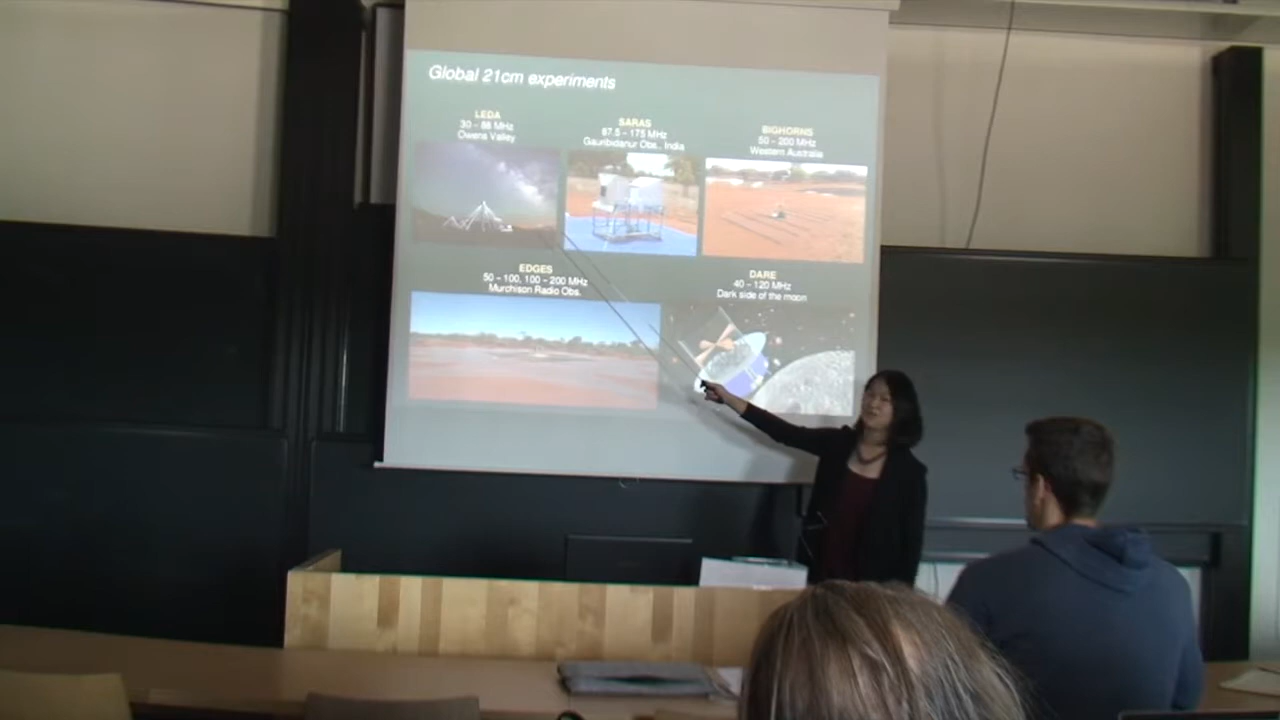 Global 21cm experiments
LEDA
30 - 88 MHz
Owens Valley
SARAS
87.5 - 175 MHz
Gauribidanur Obs., India
BIGHORNS
50 - 200 MHz
Western Australia
EDGES
50 - 100, 100 - 200 MHz
Murchison Radio Obs.
DARE
40 - 120 MHz
Dark side of the moon